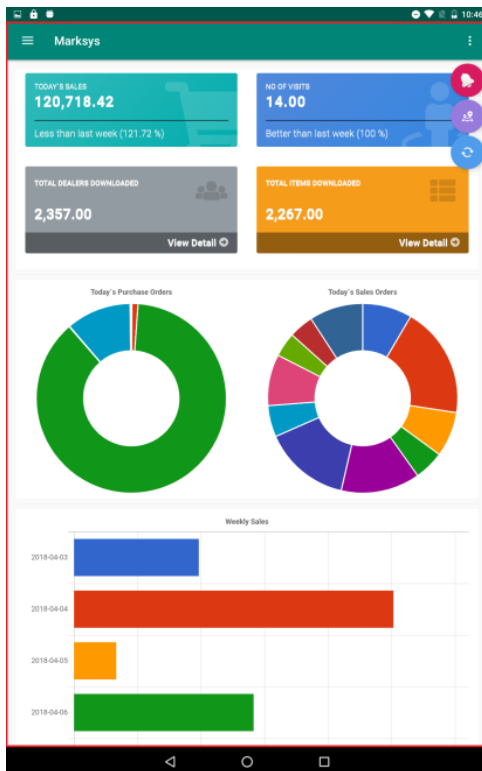 10:46
Marksys
TODAY'S SALES
120,718.42
Less than last week (121.72 %)
NO OF VISITS
14.00
Better than last week (100 %)
TOTAL DEALERS DOWNLOADED
2,357.00
View Detail
TOTAL ITEMS DOWNLOADED
2,267.00
View Detail
Today's Purchase Orders
Today's Sales Orders
Weekly Sales
2018-04-03
2018-04-04
2018-04-05
2018-04-06